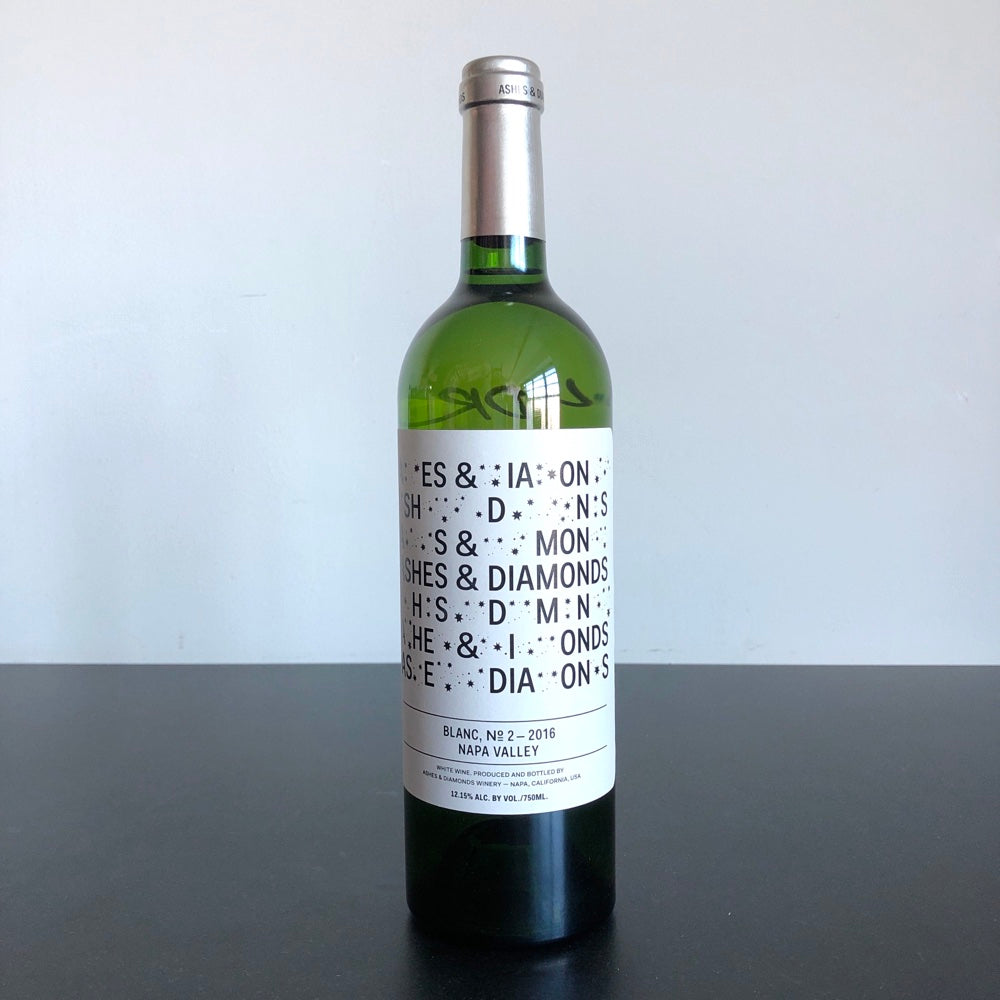 ASHES & D
ES & IA ON
SH D N S
S & MON
SHES & DIAMONDS
H S D M N
A HE & I ONDS
AS E DIA ON S
BLANC, Nº 2 – 2016
NAPA VALLEY
WHITE WINE. PRODUCED AND BOTTLED BY
ASHES & DIAMONDS WINERY — NAPA, CALIFORNIA, USA
12.15% ALC. BY VOL./750ML.